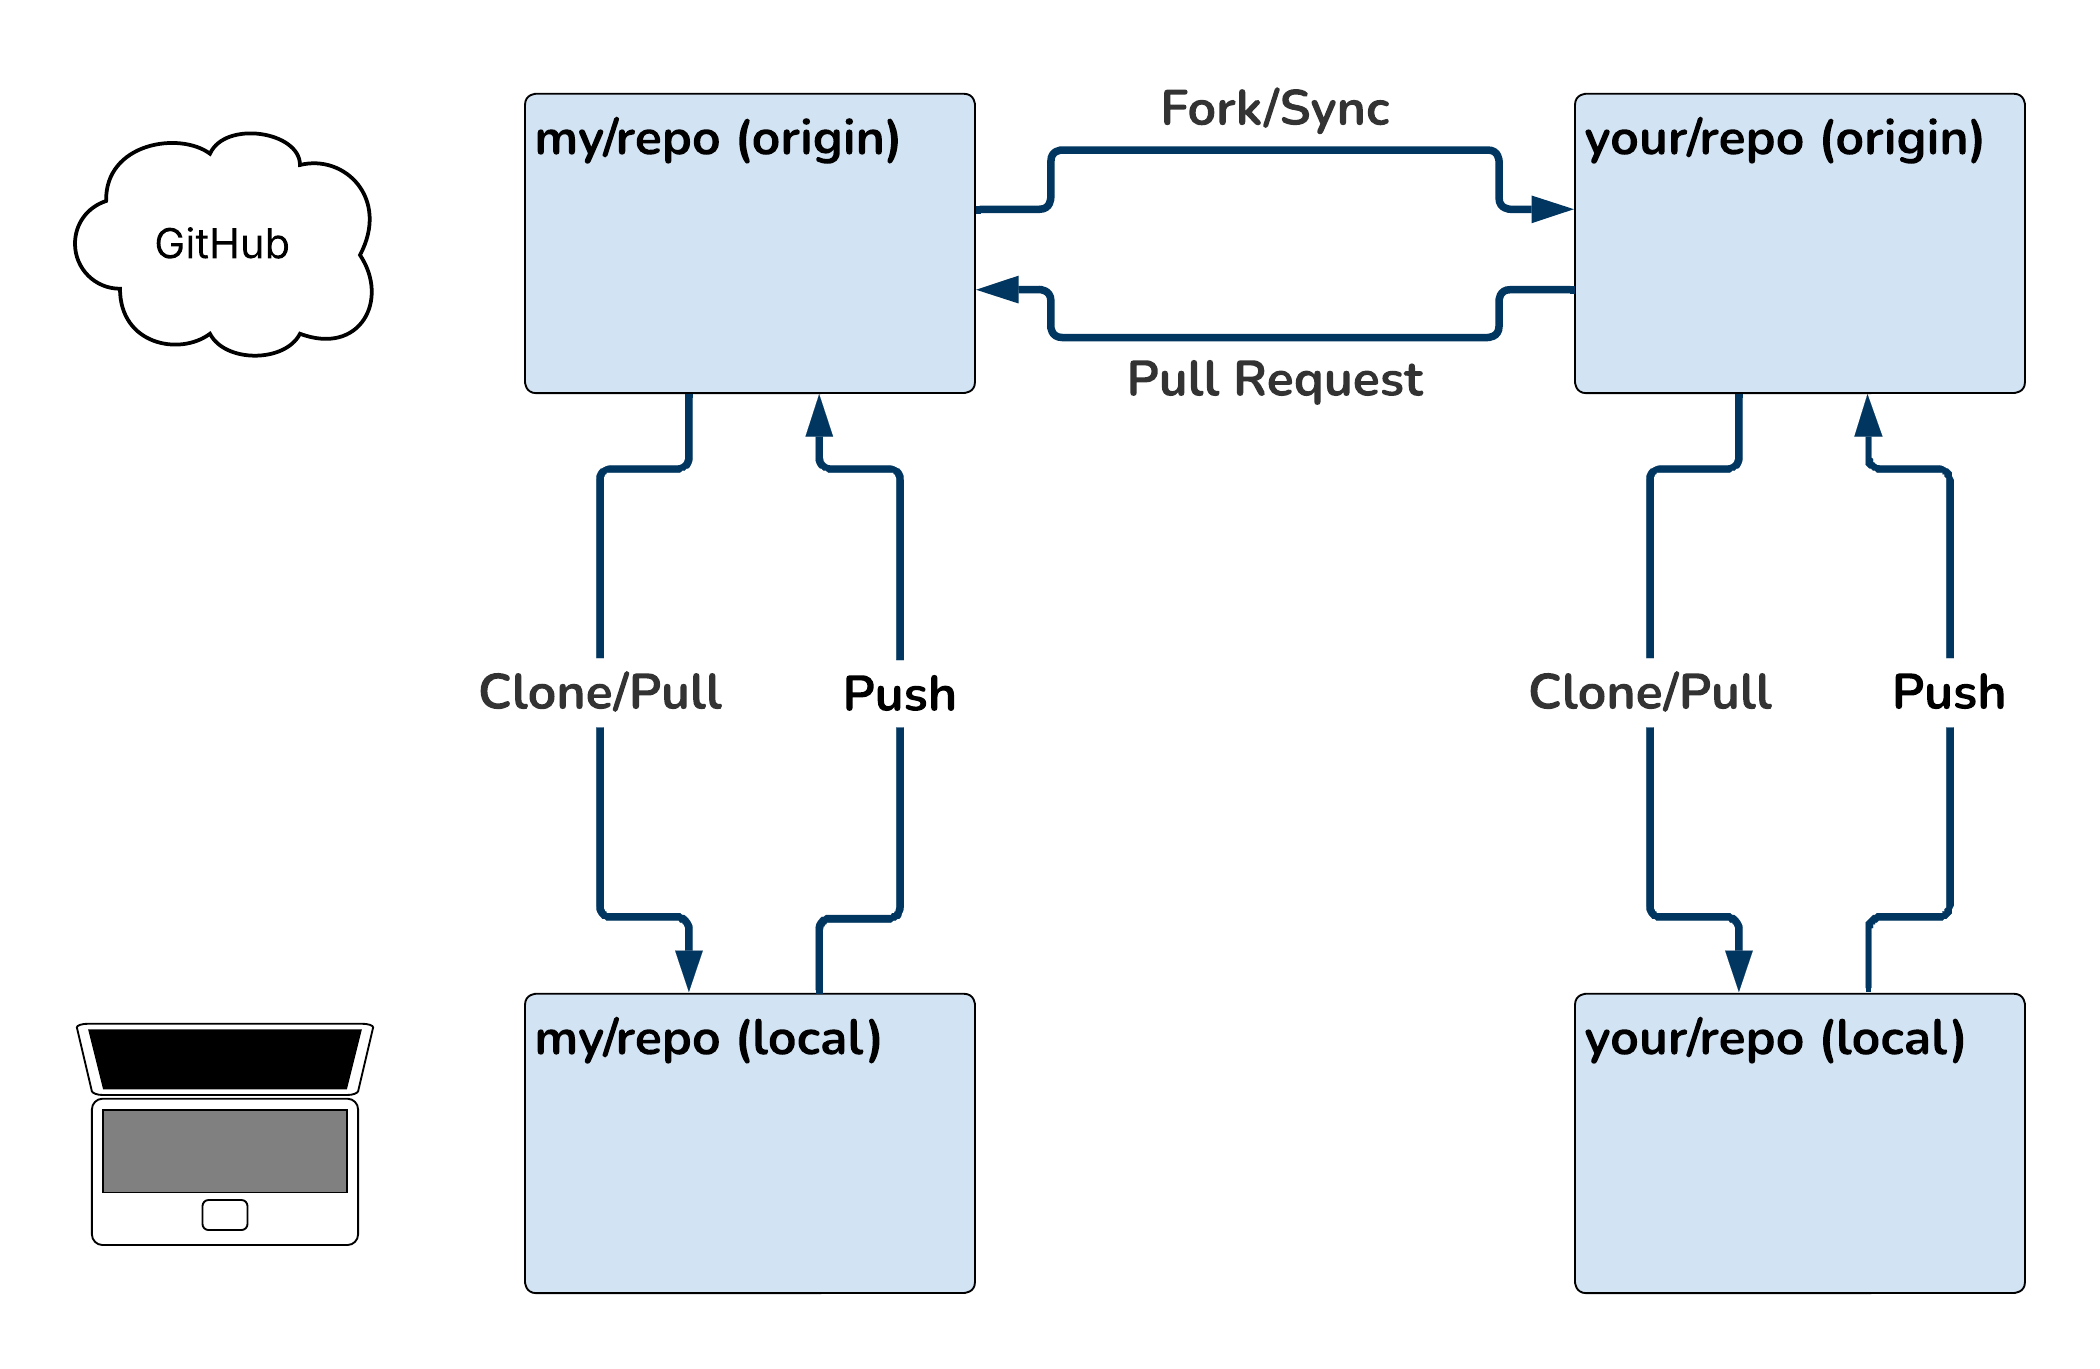 Fork/Sync
my/repo (origin)
your/repo (origin)
GitHub
Pull Request
Clone/Pull
Push
Clone/Pull
Push
my/repo (local)
your/repo (local)